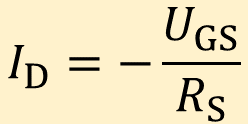 I_D = − U_GS / R_S